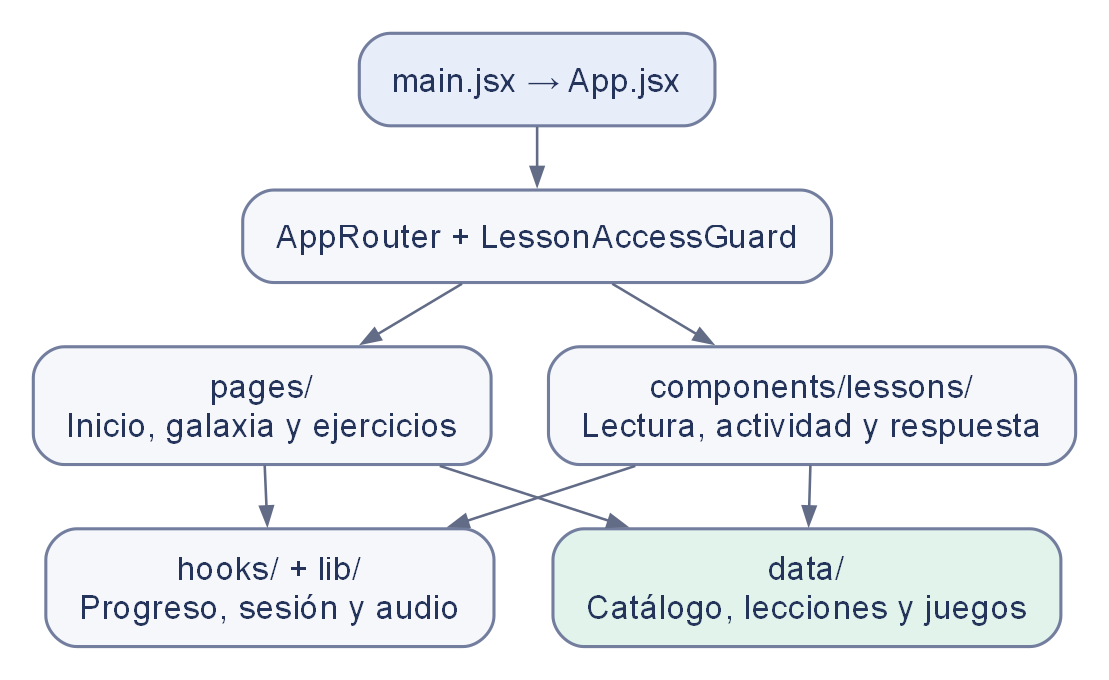 main.jsx → App.jsx
AppRouter + LessonAccessGuard
pages/
Inicio, galaxia y ejercicios
components/lessons/
Lectura, actividad y respuesta
hooks/ + lib/
Progreso, sesión y audio
data/
Catálogo, lecciones y juegos